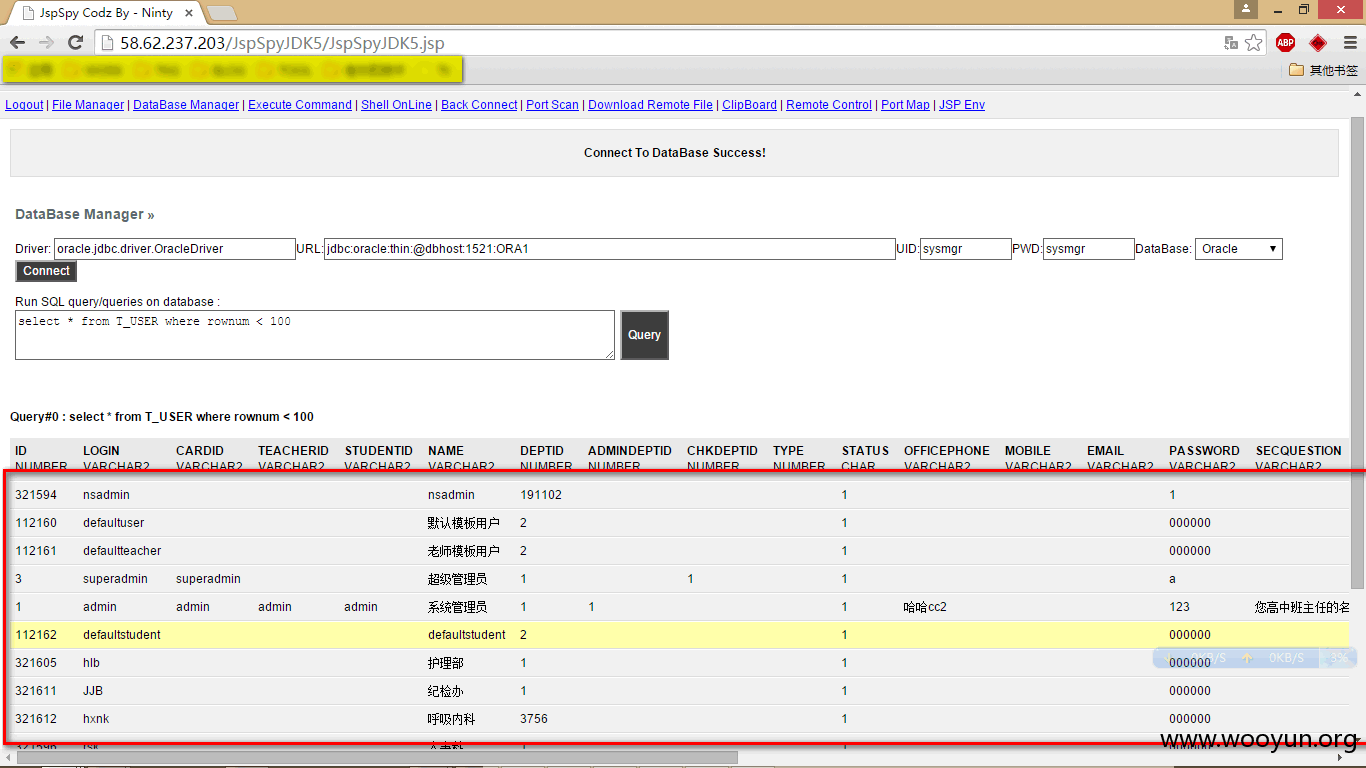 JspSpy Codz By - Ninty
58.62.237.203/JspSpyJDK5/JspSpyJDK5.jsp
ABP
其他书签
Logout | File Manager | DataBase Manager | Execute Command | Shell OnLine | Back Connect | Port Scan | Download Remote File | ClipBoard | Remote Control | Port Map | JSP Env
Connect To DataBase Success!
DataBase Manager »
Driver: oracle.jdbc.driver.OracleDriver URL: jdbc:oracle:thin:@dbhost:1521:ORA1 UID: sysmgr PWD: sysmgr DataBase: Oracle
Connect
Run SQL query/queries on database :
select * from T_USER where rownum < 100
Query
Query#0 : select * from T_USER where rownum < 100
ID LOGIN CARDID TEACHERID STUDENTID NAME DEPTID ADMINDEPTID CHKDEPTID TYPE STATUS OFFICEPHONE MOBILE EMAIL PASSWORD SECQUESTION
NUMBER VARCHAR2 VARCHAR2 VARCHAR2 VARCHAR2 VARCHAR2 NUMBER NUMBER NUMBER NUMBER CHAR VARCHAR2 VARCHAR2 VARCHAR2 VARCHAR2 VARCHAR2
321594 nsadmin nsadmin 191102 1 1
112160 defaultuser 默认模板用户 2 1 000000
112161 defaultteacher 老师模板用户 2 1 000000
3 superadmin superadmin 超级管理员 1 1 1 a
1 admin admin admin admin 系统管理员 1 1 1 哈哈cc2 123 您高中班主任的名
112162 defaultstudent defaultstudent 2 1 000000
321605 hlb 护理部 1 1 000000
0KB/S 0KB/S 3%
321611 JJB 纪检办 1 1 000000
321612 hxnk 呼吸内科 3756 1 000000
www.wooyun.org